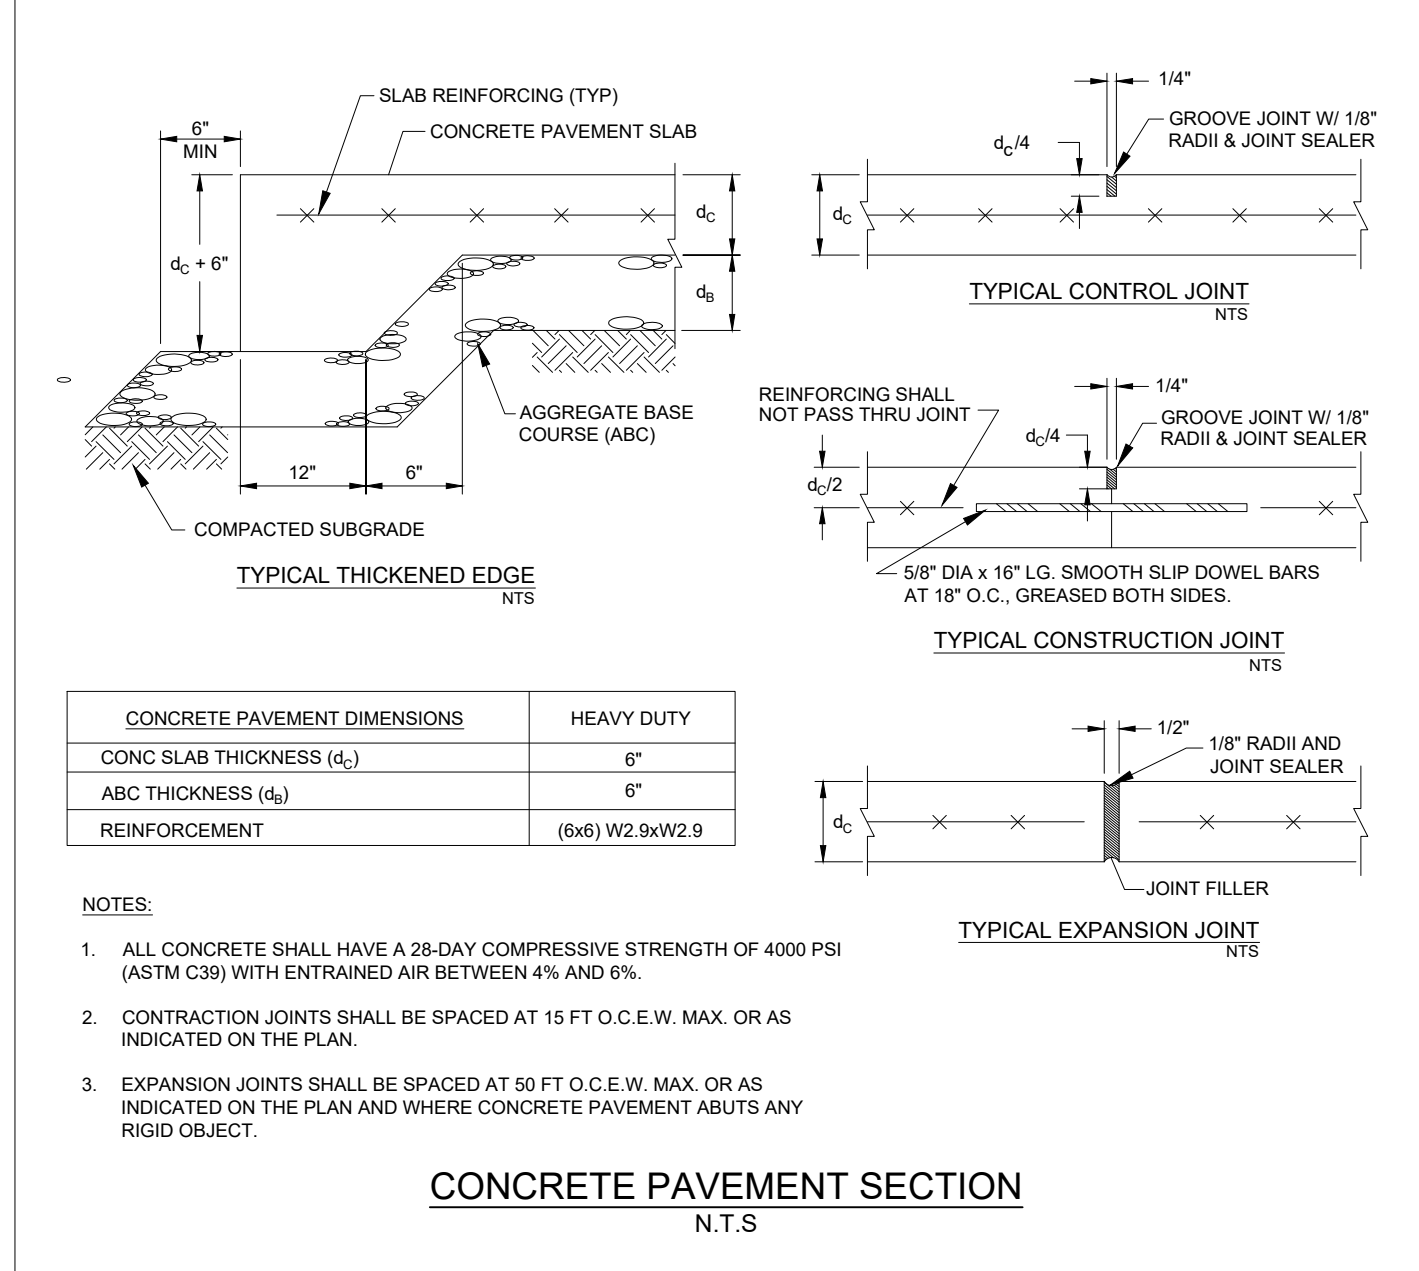 SLAB REINFORCING (TYP)
CONCRETE PAVEMENT SLAB
6"
MIN
dC + 6"
dC
dB
AGGREGATE BASE
COURSE (ABC)
12"
6"
COMPACTED SUBGRADE
TYPICAL THICKENED EDGE
NTS
1/4"
GROOVE JOINT W/ 1/8"
RADII & JOINT SEALER
dC/4
dC
TYPICAL CONTROL JOINT
NTS
REINFORCING SHALL
NOT PASS THRU JOINT
1/4"
GROOVE JOINT W/ 1/8"
RADII & JOINT SEALER
dC/4
dC/2
5/8" DIA x 16" LG. SMOOTH SLIP DOWEL BARS
AT 18" O.C., GREASED BOTH SIDES.
TYPICAL CONSTRUCTION JOINT
NTS
CONCRETE PAVEMENT DIMENSIONS HEAVY DUTY
CONC SLAB THICKNESS (dC) 6"
ABC THICKNESS (dB) 6"
REINFORCEMENT (6x6) W2.9xW2.9
1/2"
1/8" RADII AND
JOINT SEALER
dC
JOINT FILLER
TYPICAL EXPANSION JOINT
NTS
NOTES:
1. ALL CONCRETE SHALL HAVE A 28-DAY COMPRESSIVE STRENGTH OF 4000 PSI
(ASTM C39) WITH ENTRAINED AIR BETWEEN 4% AND 6%.
2. CONTRACTION JOINTS SHALL BE SPACED AT 15 FT O.C.E.W. MAX. OR AS
INDICATED ON THE PLAN.
3. EXPANSION JOINTS SHALL BE SPACED AT 50 FT O.C.E.W. MAX. OR AS
INDICATED ON THE PLAN AND WHERE CONCRETE PAVEMENT ABUTS ANY
RIGID OBJECT.
CONCRETE PAVEMENT SECTION
N.T.S